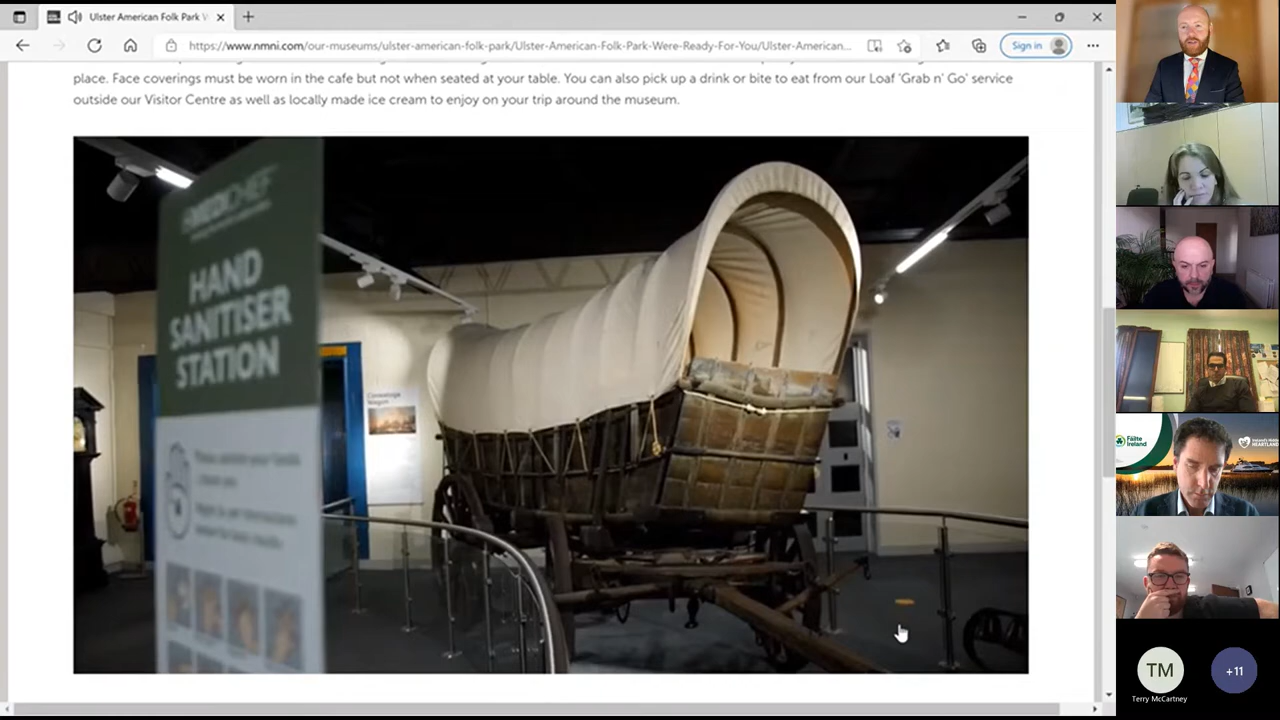 Ulster American Folk Park W
https://www.nmni.com/our-museums/ulster-american-folk-park/Ulster-American-Folk-Park-Were-Ready-For-You/Ulster-American...
Sign in
place. Face coverings must be worn in the cafe but not when seated at your table. You can also pick up a drink or bite to eat from our Loaf 'Grab n' Go' service
outside our Visitor Centre as well as locally made ice cream to enjoy on your trip around the museum.
MEDICHEF
HAND
SANITISER
STATION
Conestoga
Wagon
Fáilte
Ireland
Ireland's Hidden
HEARTLANDS
TM
Terry McCartney
+11